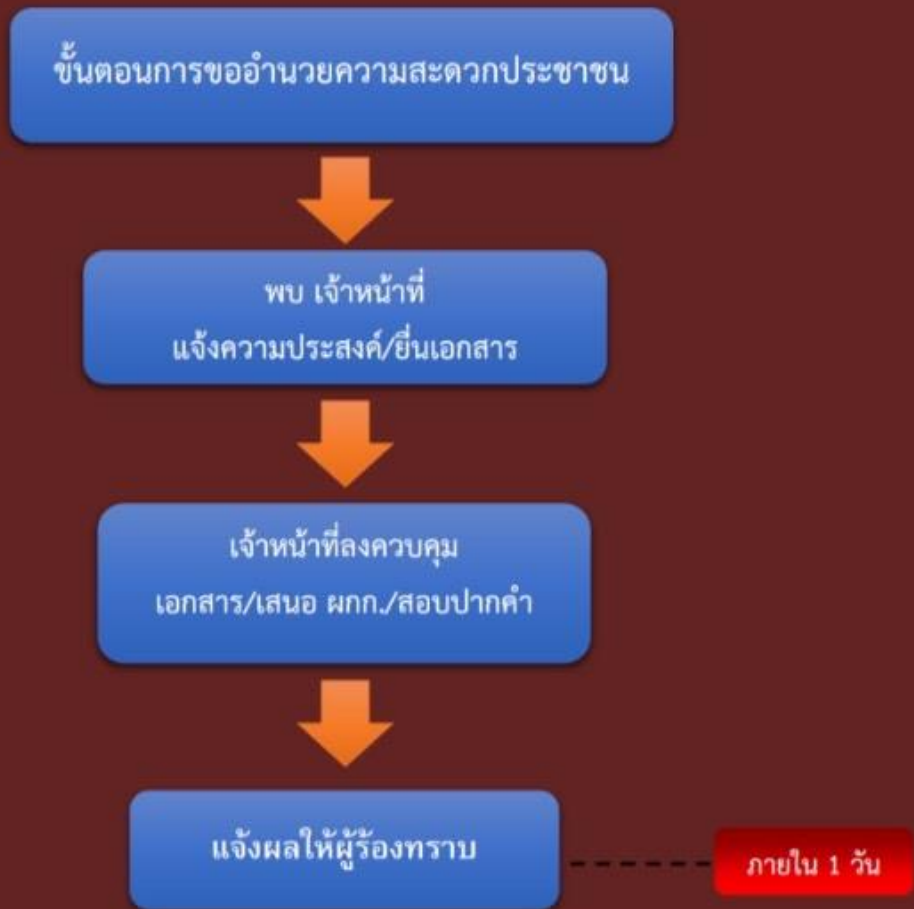 ขั้นตอนการขออำนวยความสะดวกประชาชน
พบ เจ้าหน้าที่
แจ้งความประสงค์/ยื่นเอกสาร
เจ้าหน้าที่ลงควบคุม
เอกสาร/เสนอ ผกก./สอบปากคำ
แจ้งผลให้ผู้ร้องทราบ
ภายใน 1 วัน